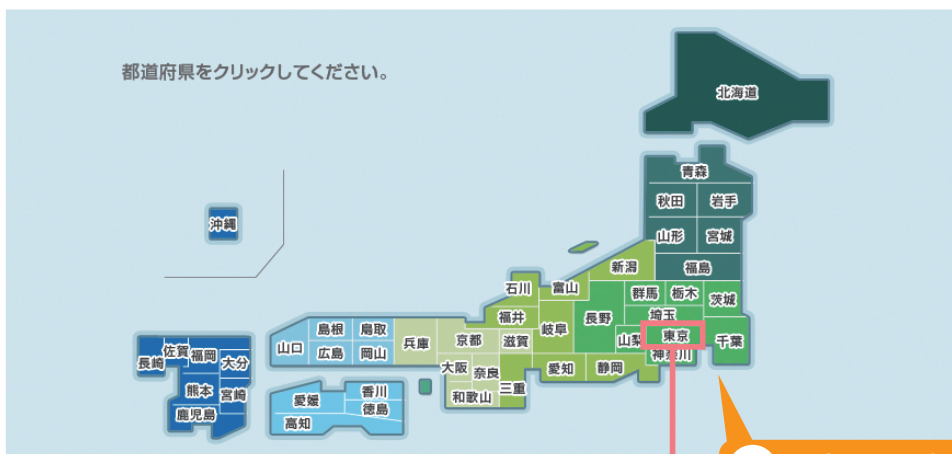 都道府県をクリックしてください。
北海道
青森
秋田
岩手
山形
宮城
福島
沖縄
新潟
石川
富山
福井
岐阜
長野
群馬
栃木
茨城
埼玉
東京
山梨
神奈川
千葉
愛知
静岡
三重
京都
滋賀
兵庫
大阪
奈良
和歌山
島根
鳥取
山口
広島
岡山
香川
愛媛
徳島
高知
長崎
佐賀
福岡
大分
熊本
宮崎
鹿児島